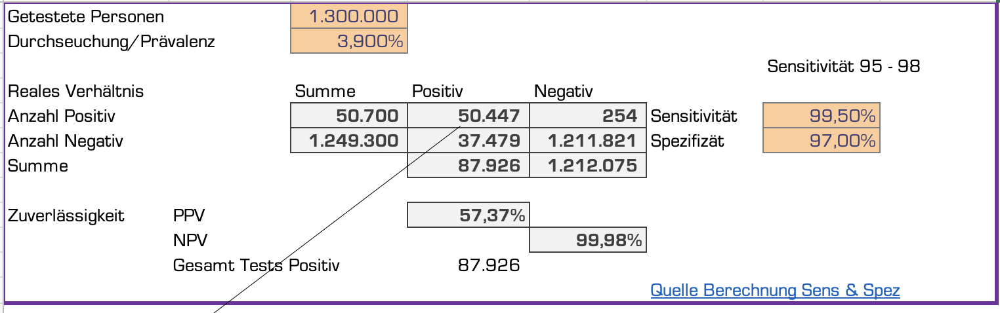 Getestete Personen 1.300.000
Durchseuchung/Prävalenz 3,900%
Sensitivität 95 - 98
Reales Verhältnis Summe Positiv Negativ
Anzahl Positiv 50.700 50.447 254 Sensitivität 99,50%
Anzahl Negativ 1.249.300 37.479 1.211.821 Spezifizät 97,00%
Summe 87.926 1.212.075
Zuverlässigkeit PPV 57,37%
NPV 99,98%
Gesamt Tests Positiv 87.926
Quelle Berechnung Sens & Spez